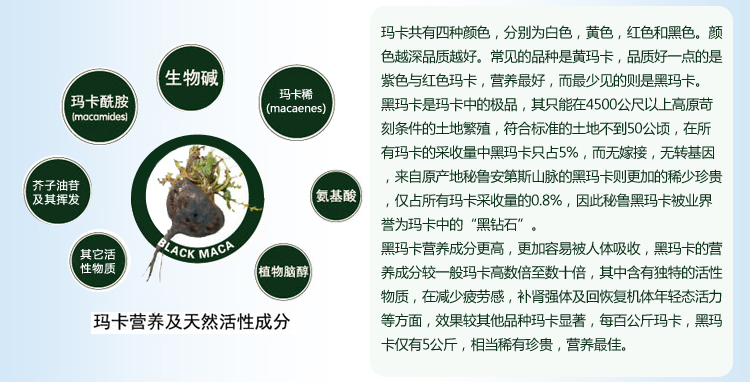 生物碱
玛卡酰胺
(macamides)
玛卡稀
(macaenes)
芥子油苷
及其挥发
氨基酸
其它活
性物质
植物脑醇
BLACK MACA
玛卡营养及天然活性成分
玛卡共有四种颜色，分别为白色，黄色，红色和黑色。颜
色越深品质越好。常见的品种是黄玛卡，品质好一点的是
紫色与红色玛卡，营养最好，而最少见的则是黑玛卡。
黑玛卡是玛卡中的极品，其只能在4500公尺以上高原苛
刻条件的土地繁殖，符合标准的土地不到50公顷，在所
有玛卡的采收量中黑玛卡只占5%，而无嫁接，无转基因
，来自原产地秘鲁安第斯山脉的黑玛卡则更加的稀少珍贵
，仅占所有玛卡采收量的0.8%，因此秘鲁黑玛卡被业界
誉为玛卡中的“黑钻石”。
黑玛卡营养成分更高，更加容易被人体吸收，黑玛卡的营
养成分较一般玛卡高数倍至数十倍，其中含有独特的活性
物质，在减少疲劳感，补肾强体及回恢复机体年轻态活力
等方面，效果较其他品种玛卡显著，每百公斤玛卡，黑玛
卡仅有5公斤，相当稀有珍贵，营养最佳。